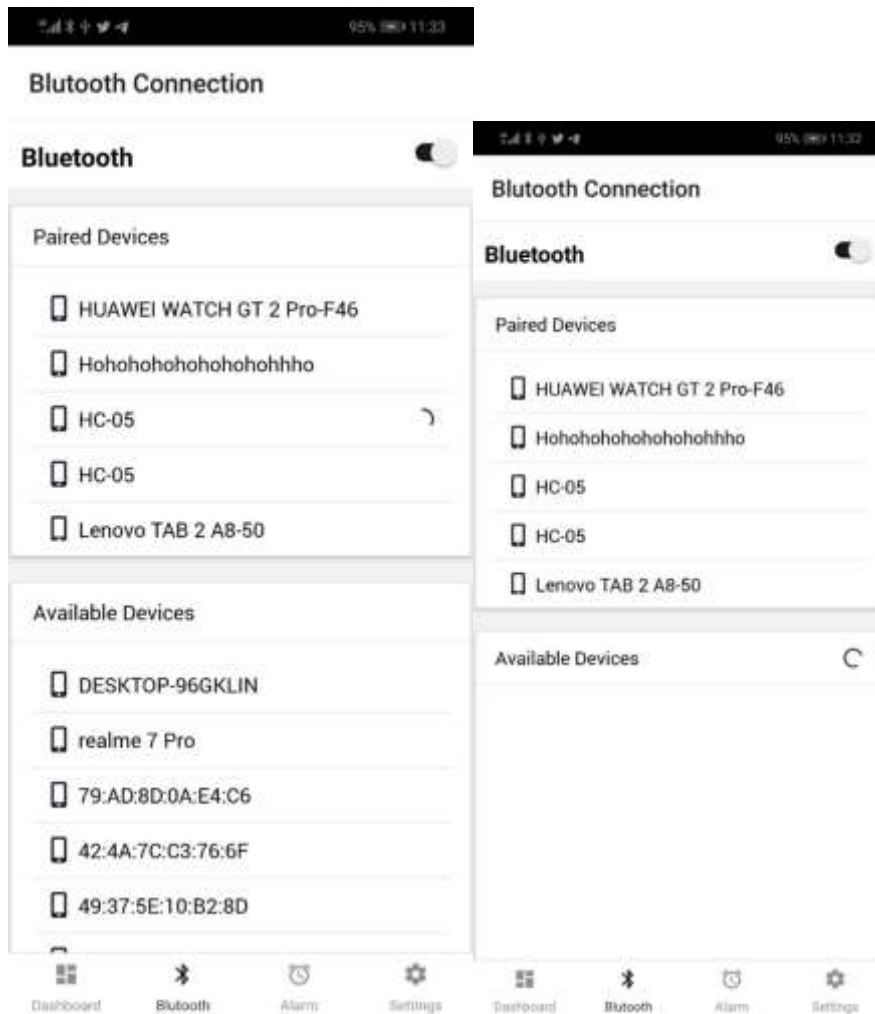 95% 11:33
Blutooth Connection
Bluetooth
Paired Devices
HUAWEI WATCH GT 2 Pro-F46
Hohohohohohohohohhho
HC-05
HC-05
Lenovo TAB 2 A8-50
Available Devices
DESKTOP-96GKLIN
realme 7 Pro
79:AD:8D:0A:E4:C6
42:4A:7C:C3:76:6F
49:37:5E:10:B2:8D
Dashboard Blutooth Alarm Settings
95% 11:32
Blutooth Connection
Bluetooth
Paired Devices
HUAWEI WATCH GT 2 Pro-F46
Hohohohohohohohohhho
HC-05
HC-05
Lenovo TAB 2 A8-50
Available Devices
Dashboard Blutooth Alarm Settings